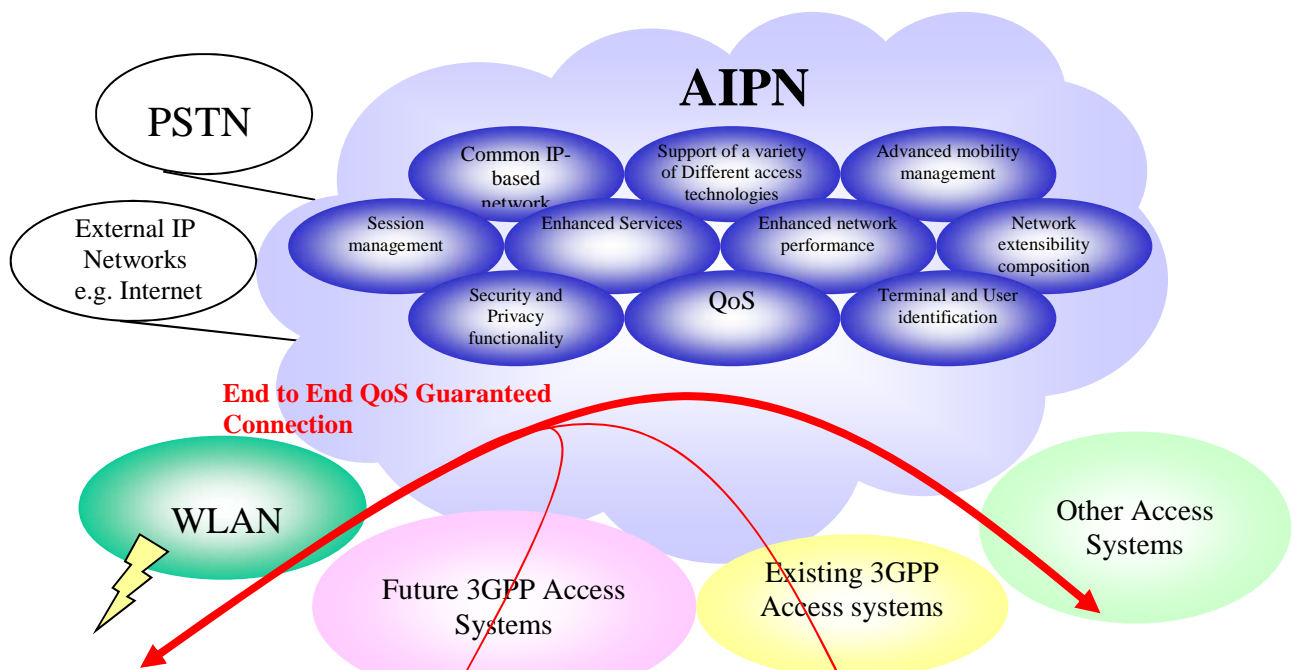 AIPN
PSTN
Common IP-
based
network
Support of a variety
of Different access
technologies
Advanced mobility
management
External IP
Networks
e.g. Internet
Session
management
Enhanced Services
Enhanced network
performance
Network
extensibility
composition
Security and
Privacy
functionality
QoS
Terminal and User
identification
End to End QoS Guaranteed
Connection
WLAN
Future 3GPP Access
Systems
Existing 3GPP
Access systems
Other Access
Systems